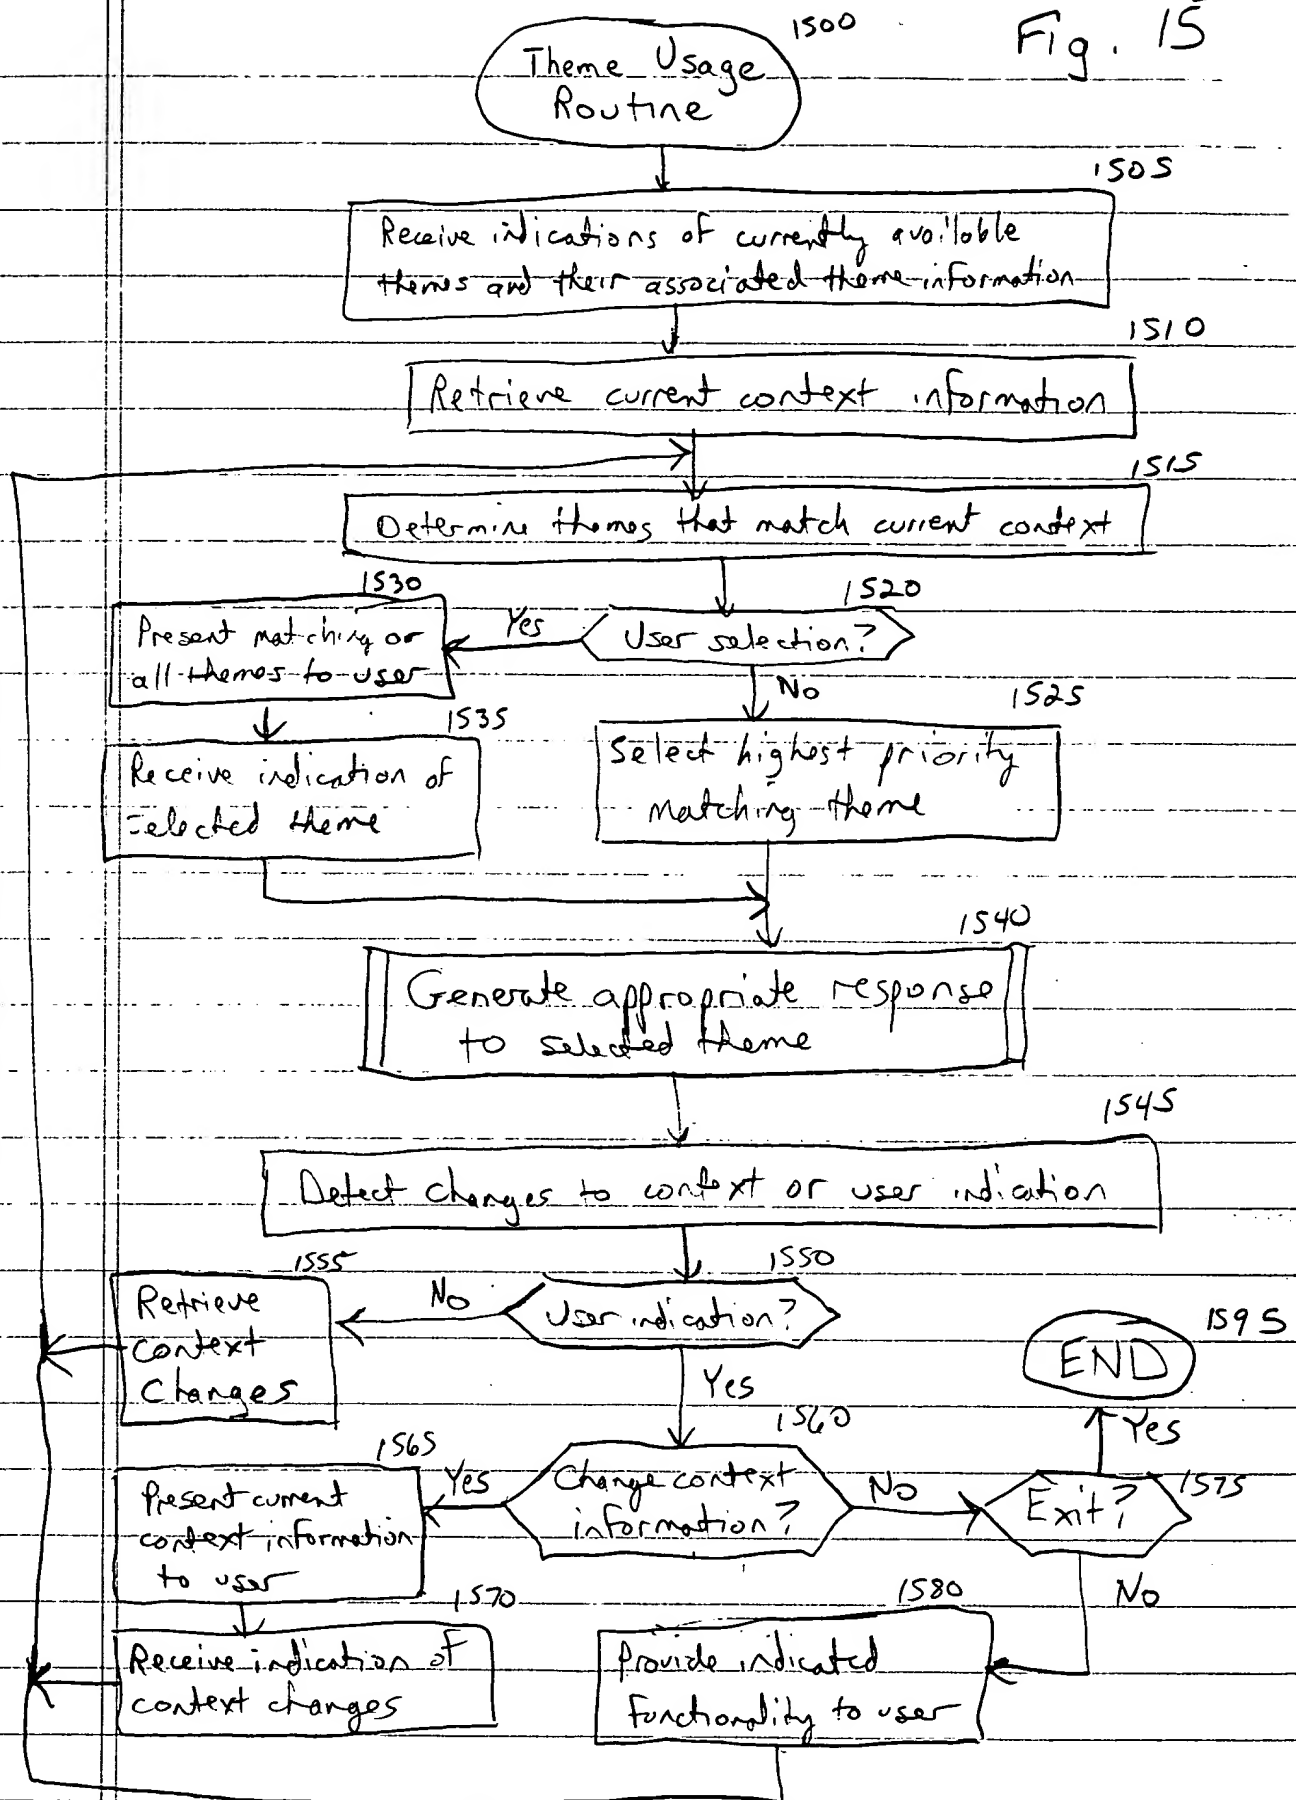 Fig. 15
1500
Theme Usage
Routine
1505
Receive indications of currently available
themes and their associated theme information
1510
Retrieve current context information
1515
Determine themes that match current context
1520
User selection?
Yes
No
1530
Present matching or
all themes to user
1535
Receive indication of
selected theme
1525
Select highest priority
matching theme
1540
Generate appropriate response
to selected theme
1545
Detect changes to context or user indication
1550
User indication?
No
Yes
1555
Retrieve
context
changes
1595
END
Yes
1560
Change context
information?
Yes
No
1575
Exit?
No
1565
Present current
context information
to user
1570
Receive indication of
context changes
1580
Provide indicated
functionality to user